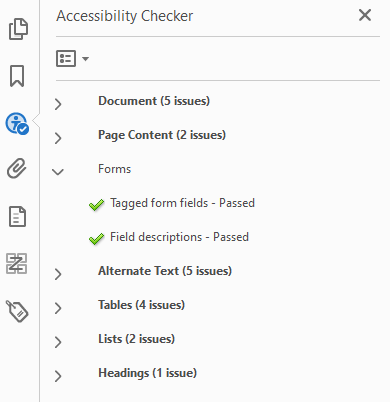 Accessibility Checker
Document (5 issues)
Page Content (2 issues)
Forms
Tagged form fields - Passed
Field descriptions - Passed
Alternate Text (5 issues)
Tables (4 issues)
Lists (2 issues)
Headings (1 issue)